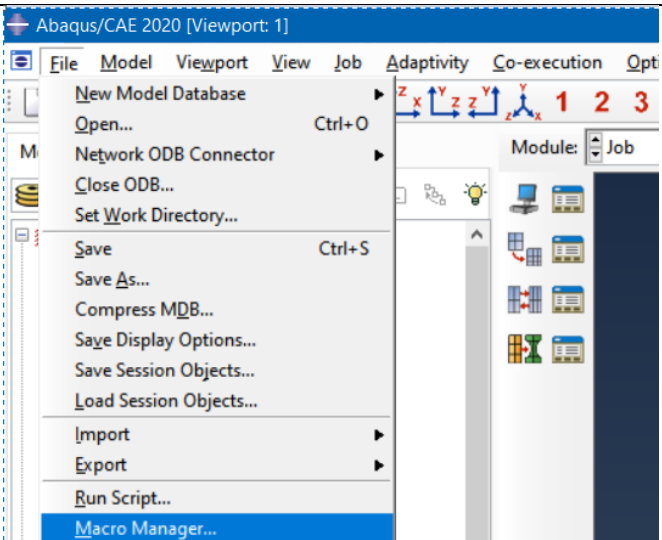 Abaqus/CAE 2020 [Viewport: 1]
File Model Viewport View Job Adaptivity Co-execution Opti
New Model Database
Open... Ctrl+O
Network ODB Connector
Close ODB...
Set Work Directory...
Save Ctrl+S
Save As...
Compress MDB...
Save Display Options...
Save Session Objects...
Load Session Objects...
Import
Export
Run Script...
Macro Manager...
Z X Y Z Z Y Y Z X 1 2 3
Module: Job